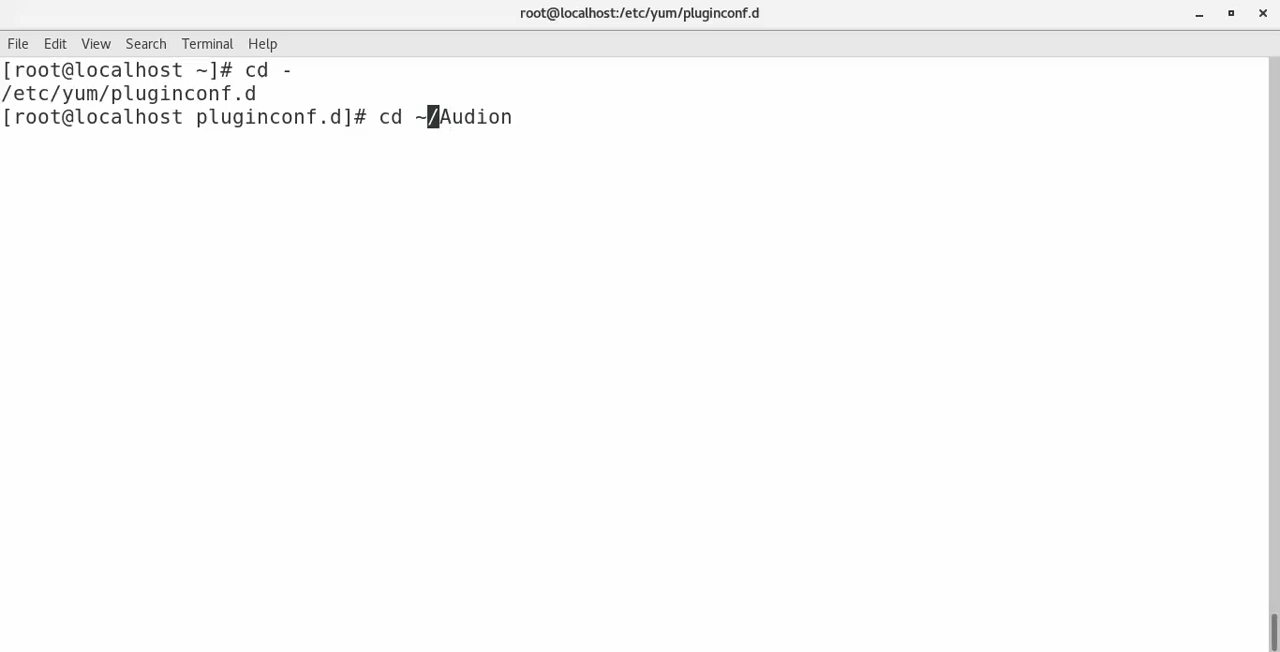 root@localhost:/etc/yum/pluginconf.d
File Edit View Search Terminal Help
[root@localhost ~]# cd -
/etc/yum/pluginconf.d
[root@localhost pluginconf.d]# cd ~/Audion